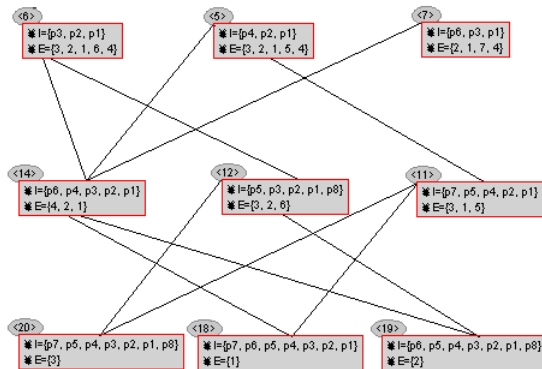 <6>
I={p3, p2, p1}
E={3, 2, 1, 6, 4}
<5>
I={p4, p2, p1}
E={3, 2, 1, 5, 4}
<7>
I={p6, p3, p1}
E={2, 1, 7, 4}
<14>
I={p6, p4, p3, p2, p1}
E={4, 2, 1}
<12>
I={p5, p3, p2, p1, p8}
E={3, 2, 6}
<11>
I={p7, p5, p4, p2, p1}
E={3, 1, 5}
<20>
I={p7, p5, p4, p3, p2, p1, p8}
E={3}
<18>
I={p7, p6, p5, p4, p3, p2, p1}
E={1}
<19>
I={p6, p5, p4, p3, p2, p1, p8}
E={2}